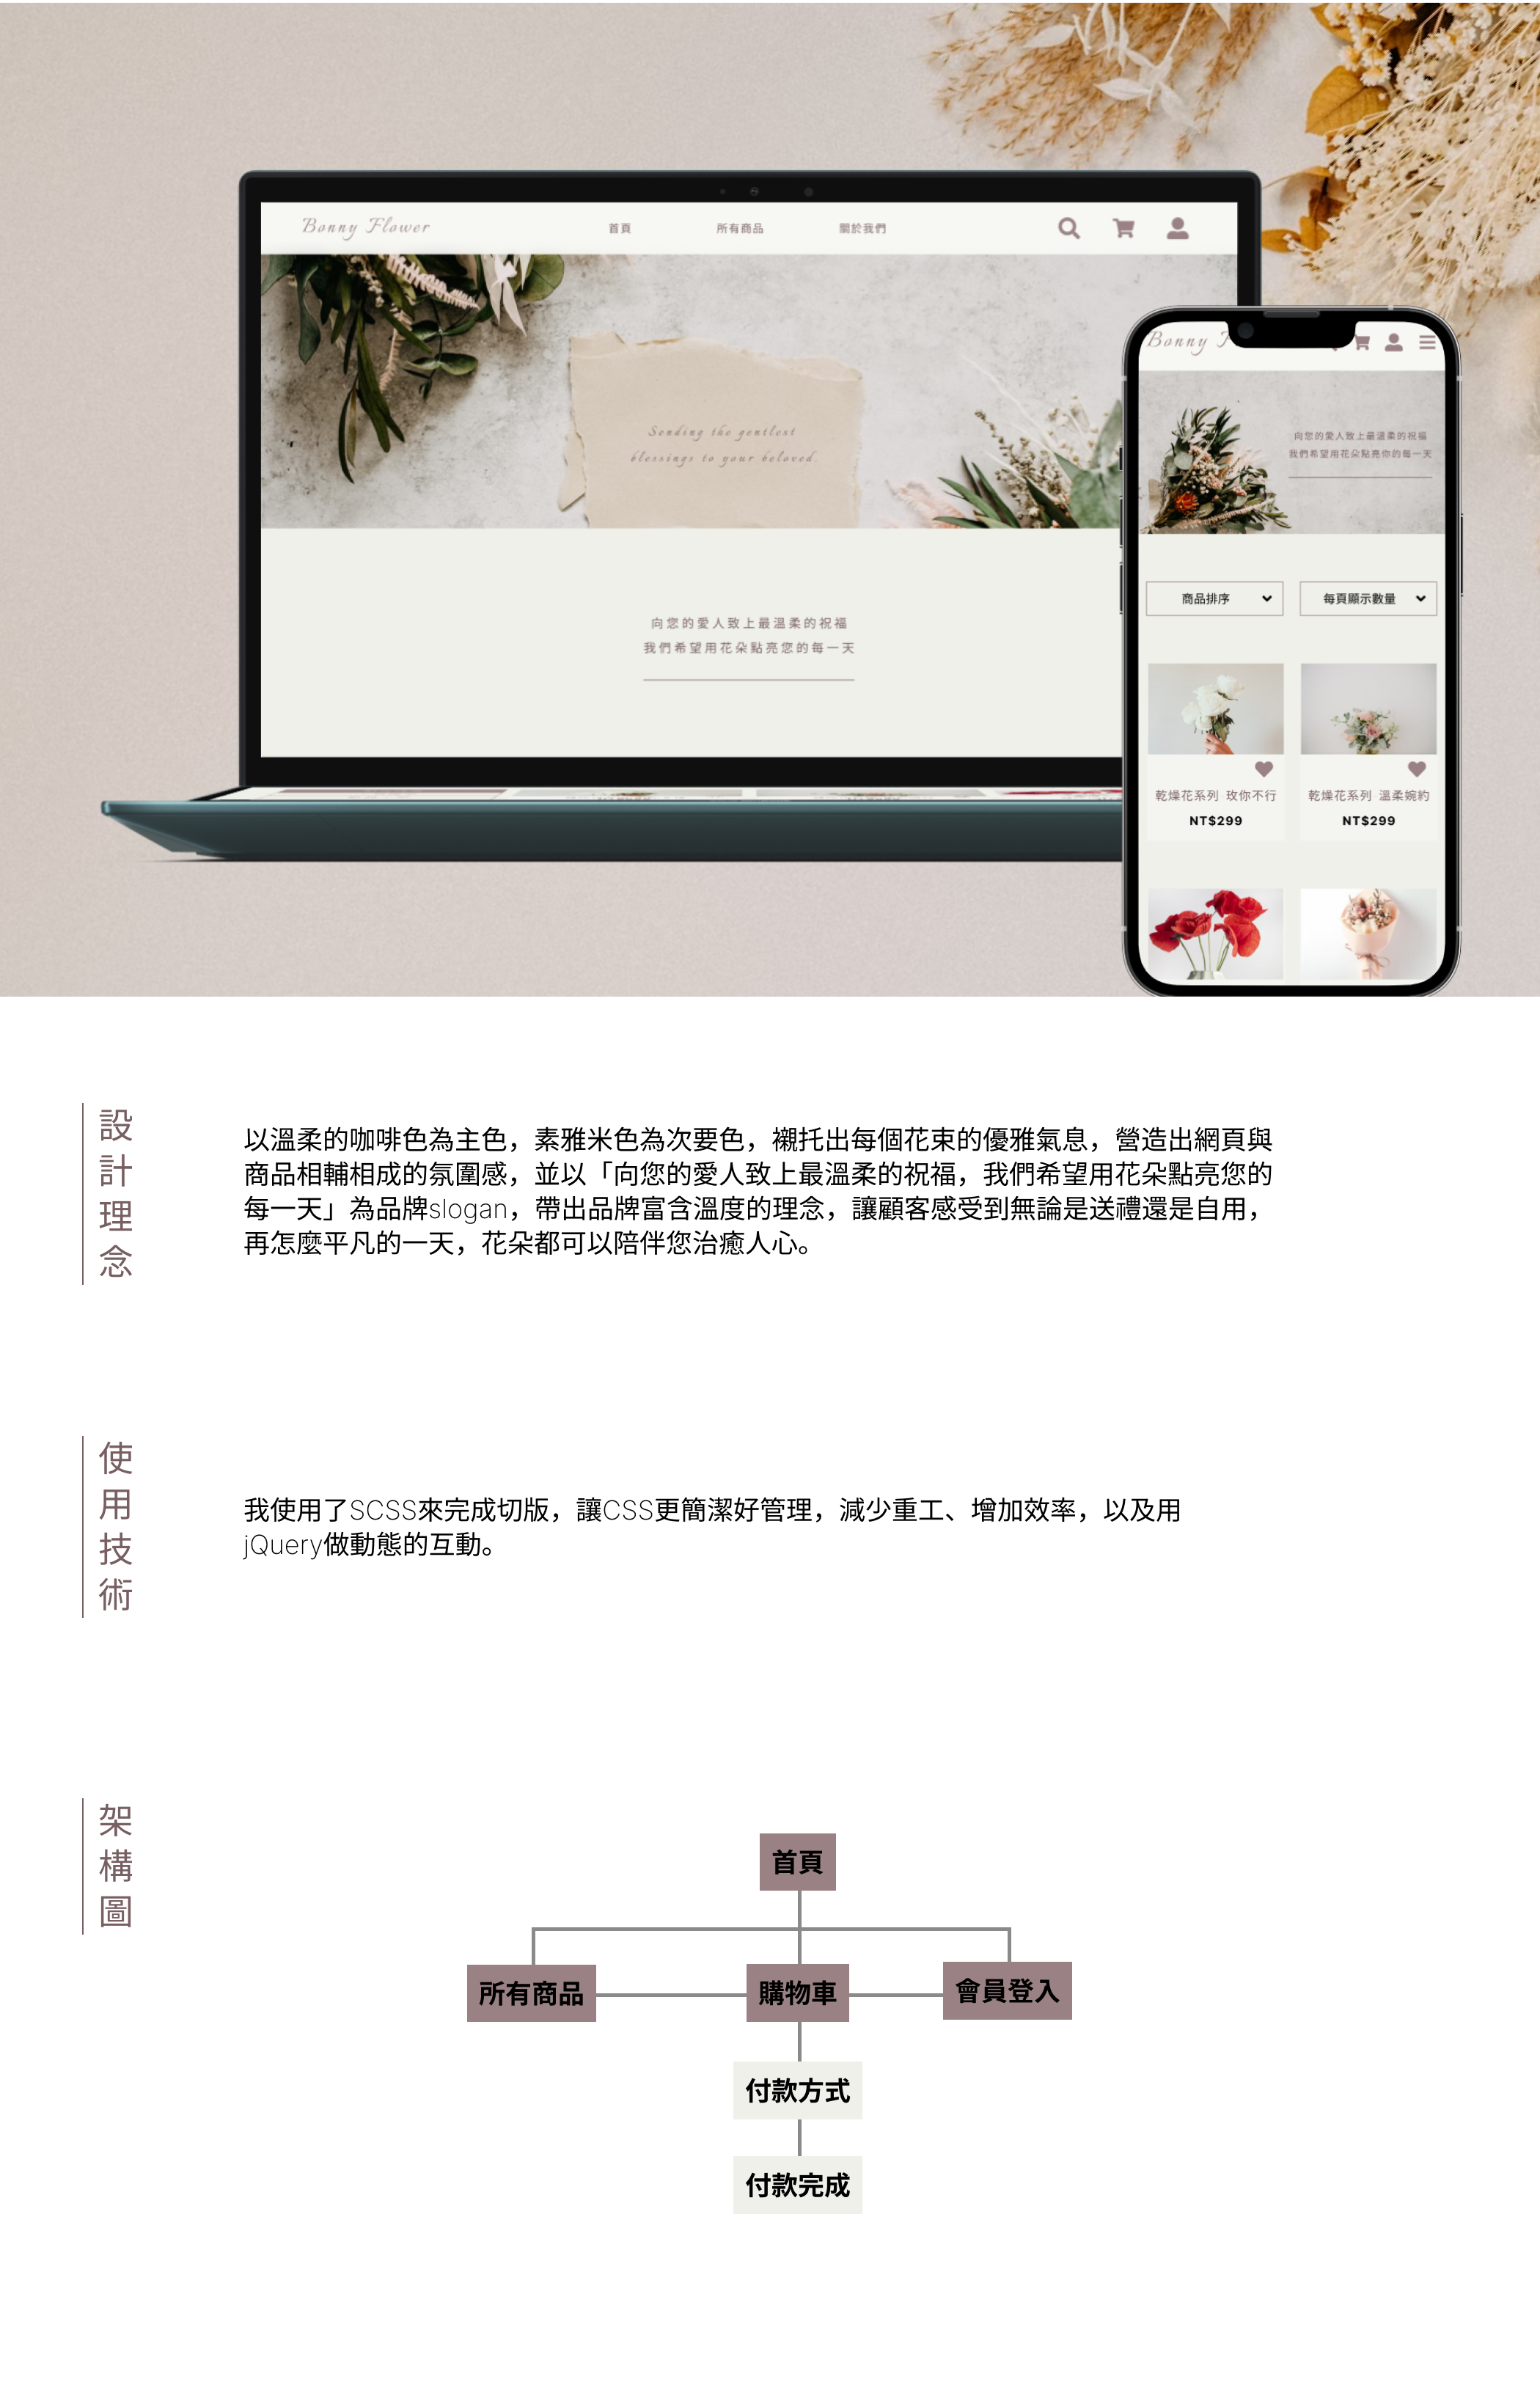 Bonny Flower
首頁
所有商品
關於我們
Sending the gentlest
blessings to your beloved.
向您的愛人致上最溫柔的祝福
我們希望用花朵點亮您的每一天
Bonny
向您的愛人致上最溫柔的祝福
我們希望用花朵點亮你的每一天
商品排序
每頁顯示數量
乾燥花系列 玫你不行
NT$299
乾燥花系列 溫柔婉約
NT$299
設計理念
以溫柔的咖啡色為主色，素雅米色為次要色，襯托出每個花束的優雅氣息，營造出網頁與
商品相輔相成的氛圍感，並以「向您的愛人致上最溫柔的祝福，我們希望用花朵點亮您的
每一天」為品牌slogan，帶出品牌富含溫度的理念，讓顧客感受到無論是送禮還是自用，
再怎麼平凡的一天，花朵都可以陪伴您治癒人心。
使用技術
我使用了SCSS來完成切版，讓CSS更簡潔好管理，減少重工、增加效率，以及用
jQuery做動態的互動。
架構圖
首頁
所有商品
購物車
會員登入
付款方式
付款完成